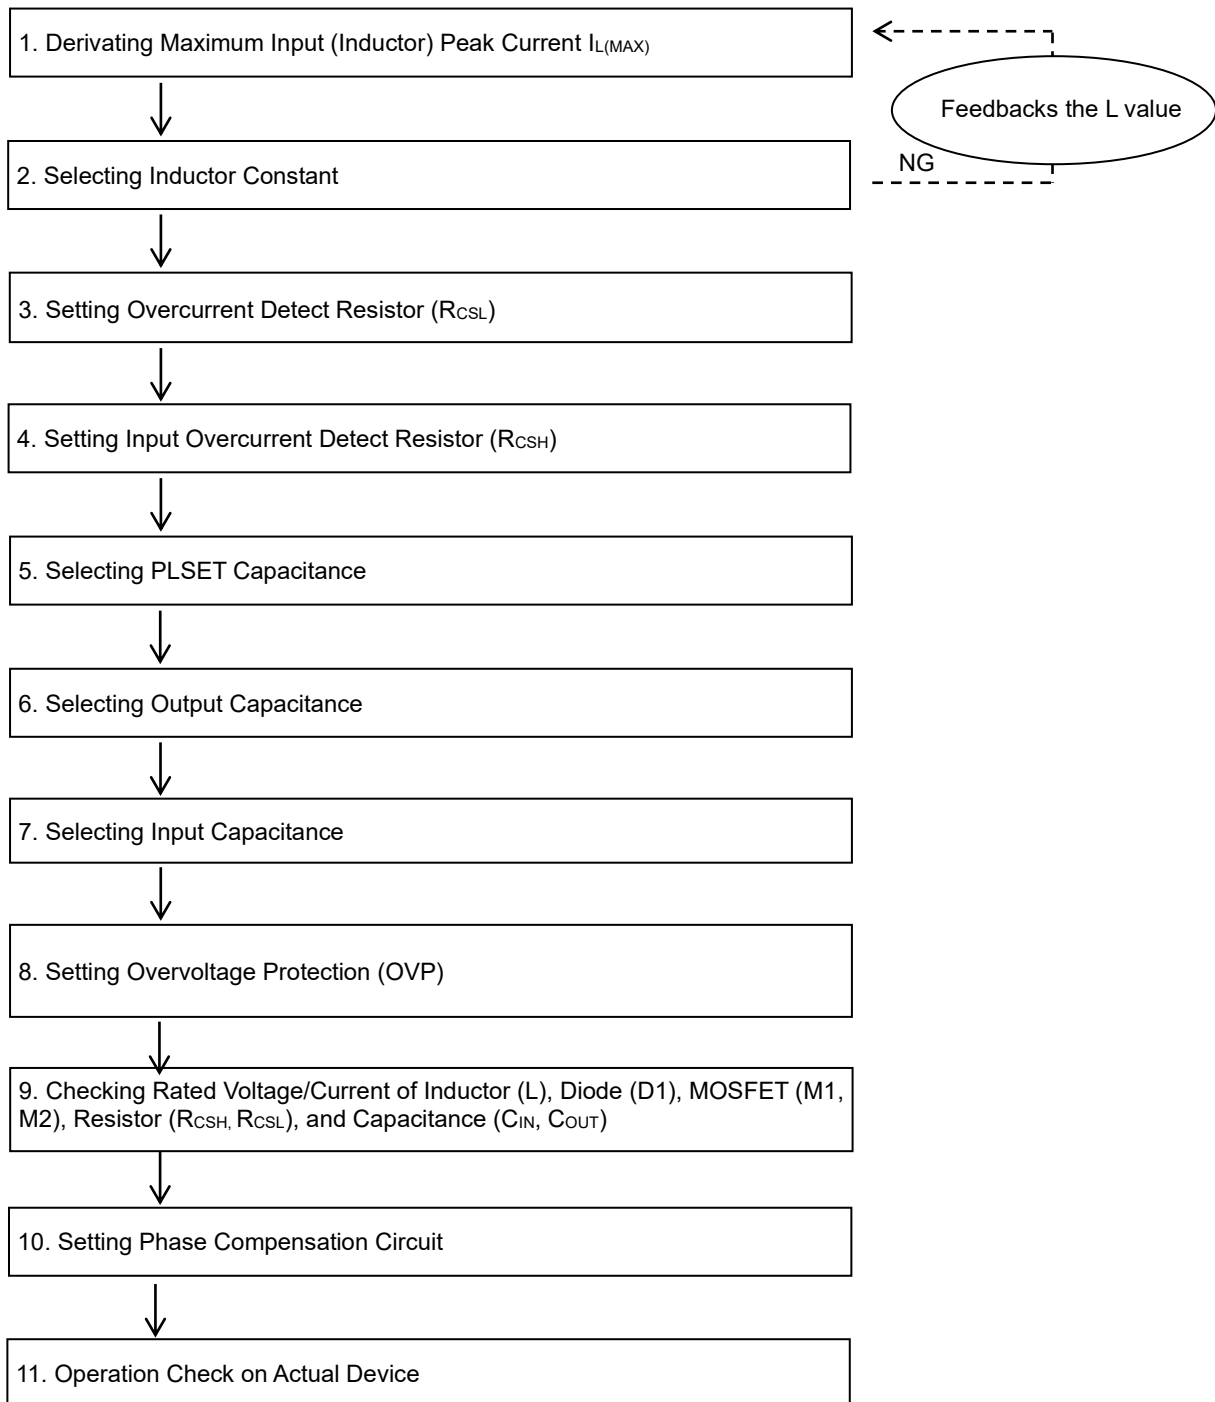 1. Derivating Maximum Input (Inductor) Peak Current IL(MAX)
Feedbacks the L value
2. Selecting Inductor Constant
NG
3. Setting Overcurrent Detect Resistor (RCSL)
4. Setting Input Overcurrent Detect Resistor (RCSH)
5. Selecting PLSET Capacitance
6. Selecting Output Capacitance
7. Selecting Input Capacitance
8. Setting Overvoltage Protection (OVP)
9. Checking Rated Voltage/Current of Inductor (L), Diode (D1), MOSFET (M1,
M2), Resistor (RCSH, RCSL), and Capacitance (CIN, COUT)
10. Setting Phase Compensation Circuit
11. Operation Check on Actual Device